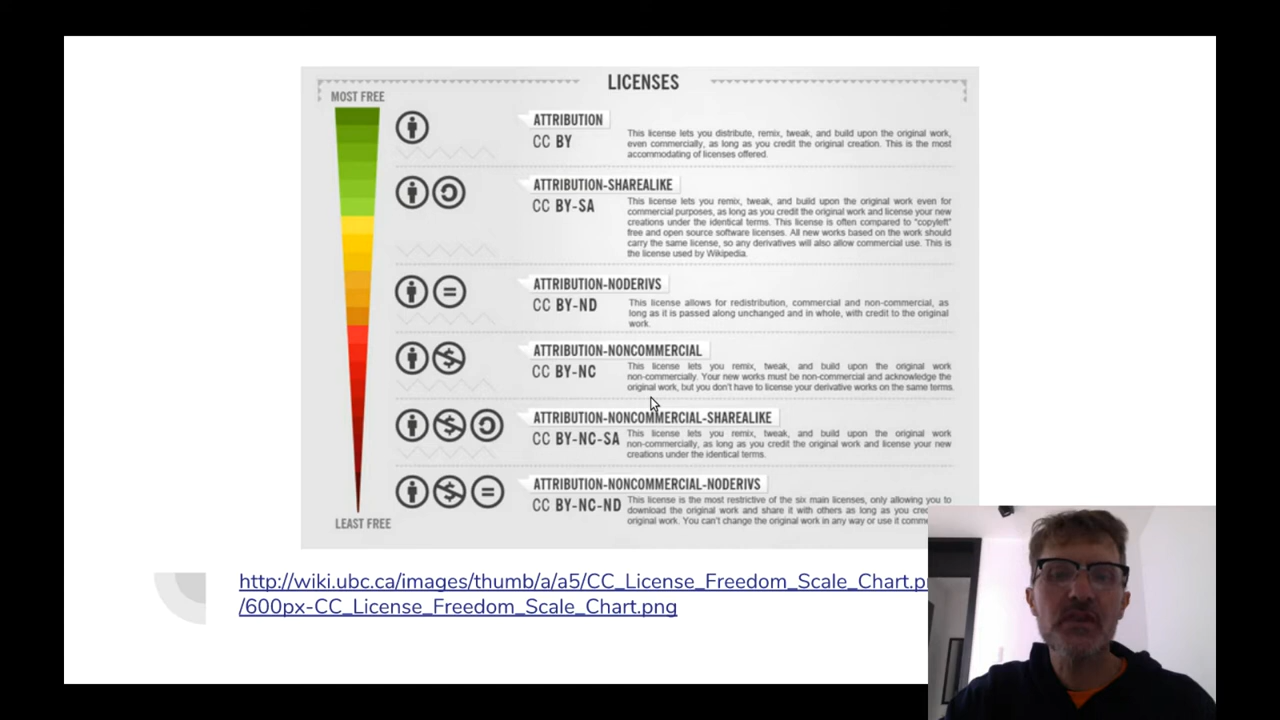 LICENSES
MOST FREE
ATTRIBUTION
CC BY
This license lets you distribute, remix, tweak, and build upon the original work,
even commercially, as long as you credit the original creation. This is the most
accommodating of licenses offered.
ATTRIBUTION-SHAREALIKE
CC BY-SA
This license lets you remix, tweak, and build upon the original work even for
commercial purposes, as long as you credit the original work and license your new
creations under the identical terms. This license is often compared to "copyleft"
free and open source software licenses. All new works based on the work should
carry the same license, so any derivatives will also allow commercial use. This is
the license used by Wikipedia.
ATTRIBUTION-NODERIVS
CC BY-ND
This license allows for redistribution, commercial and non-commercial, as
long as it is passed along unchanged and in whole, with credit to the original
work.
ATTRIBUTION-NONCOMMERCIAL
CC BY-NC
This license lets you remix, tweak, and build upon the original work
non-commercially. Your new works must be non-commercial and acknowledge the
original work, but you don't have to license your derivative works on the same terms.
ATTRIBUTION-NONCOMMERCIAL-SHAREALIKE
CC BY-NC-SA
This license lets you remix, tweak, and build upon the original work
non-commercially, as long as you credit the original work and license your new
creations under the identical terms.
ATTRIBUTION-NONCOMMERCIAL-NODERIVS
CC BY-NC-ND
This license is the most restrictive of the six main licenses, only allowing you to
download the original work and share it with others as long as you
original work. You can't change the original work in any way or use it
LEAST FREE
http://wiki.ubc.ca/images/thumb/a/a5/CC_License_Freedom_Scale_Chart.p
/600px-CC_License_Freedom_Scale_Chart.png